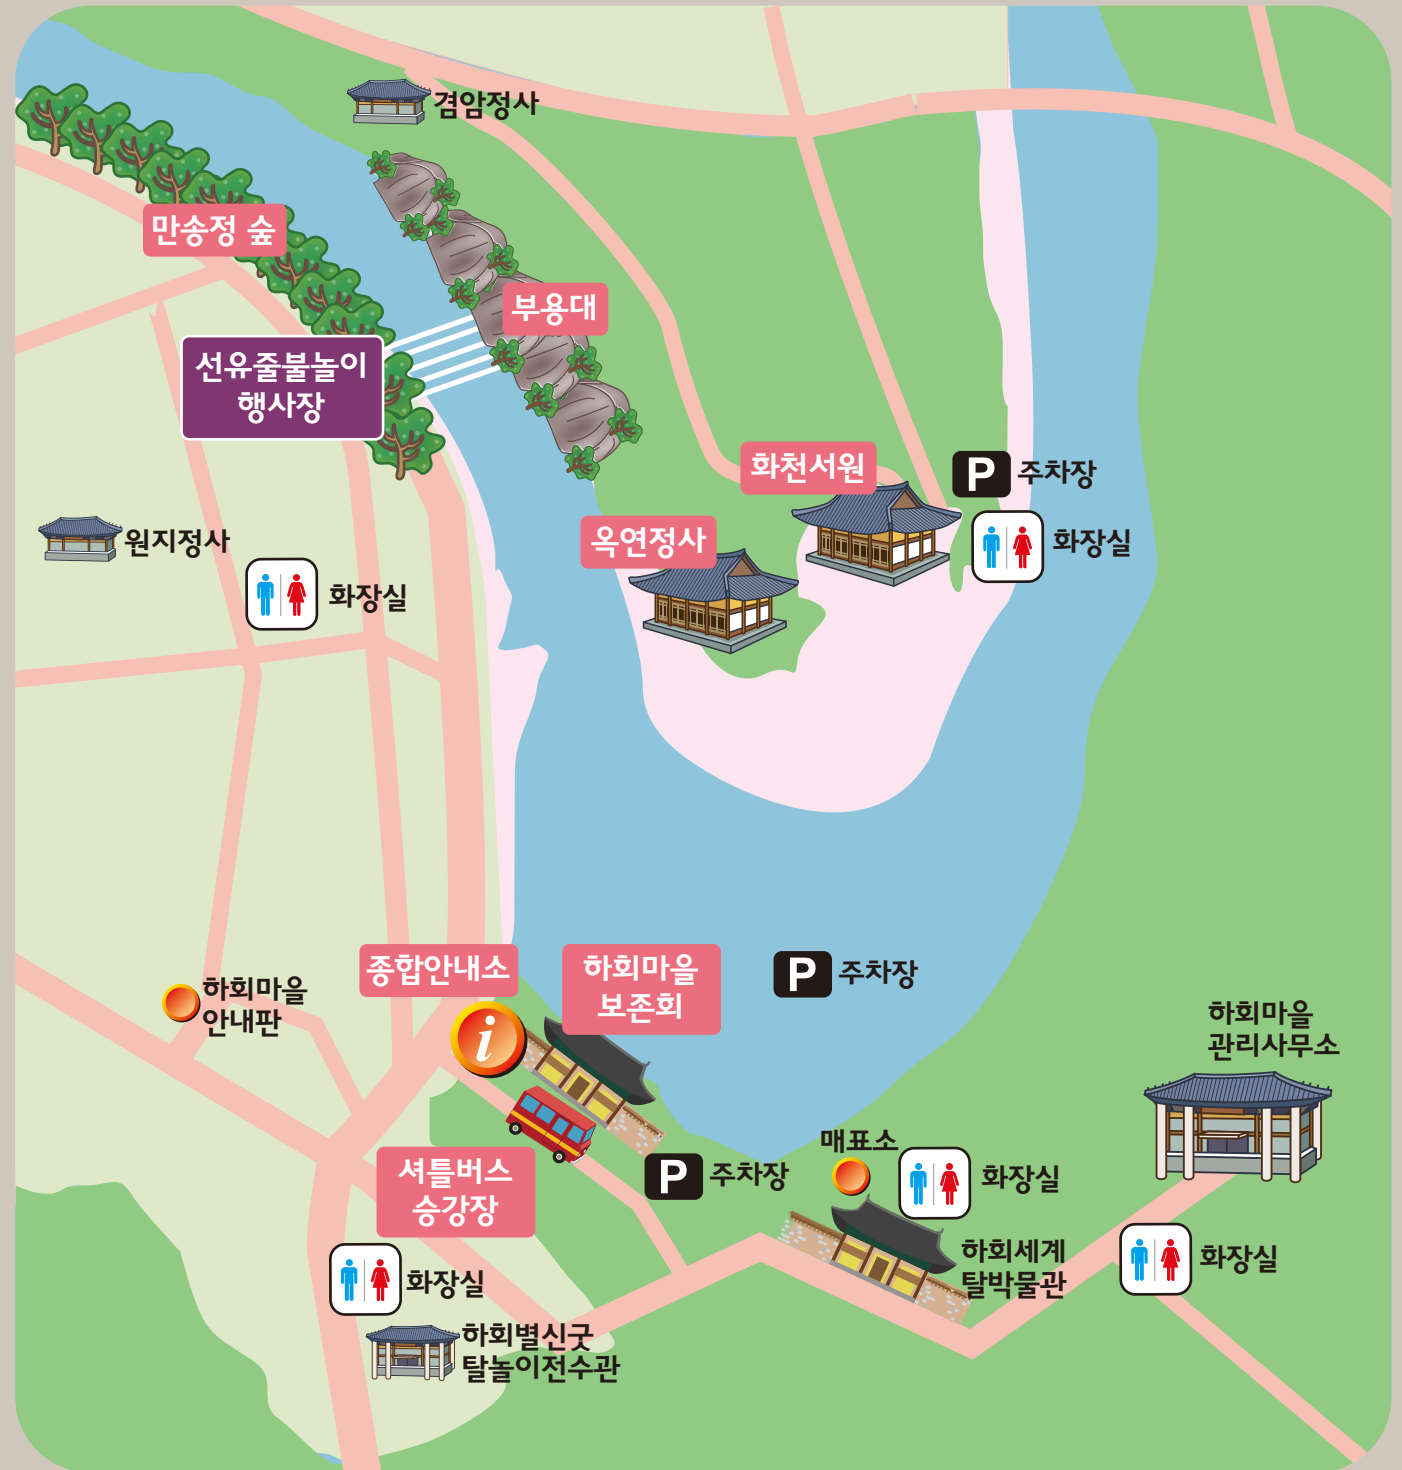 겸암정사
만송정 숲
부용대
선유줄불놀이
행사장
화천서원
P 주차장
옥연정사
화장실
원지정사
화장실
종합안내소
하회마을
보존회
P 주차장
하회마을
안내판
i
하회마을
관리사무소
매표소
셔틀버스
승강장
P 주차장
화장실
하회세계
탈박물관
화장실
화장실
하회별신굿
탈놀이전수관